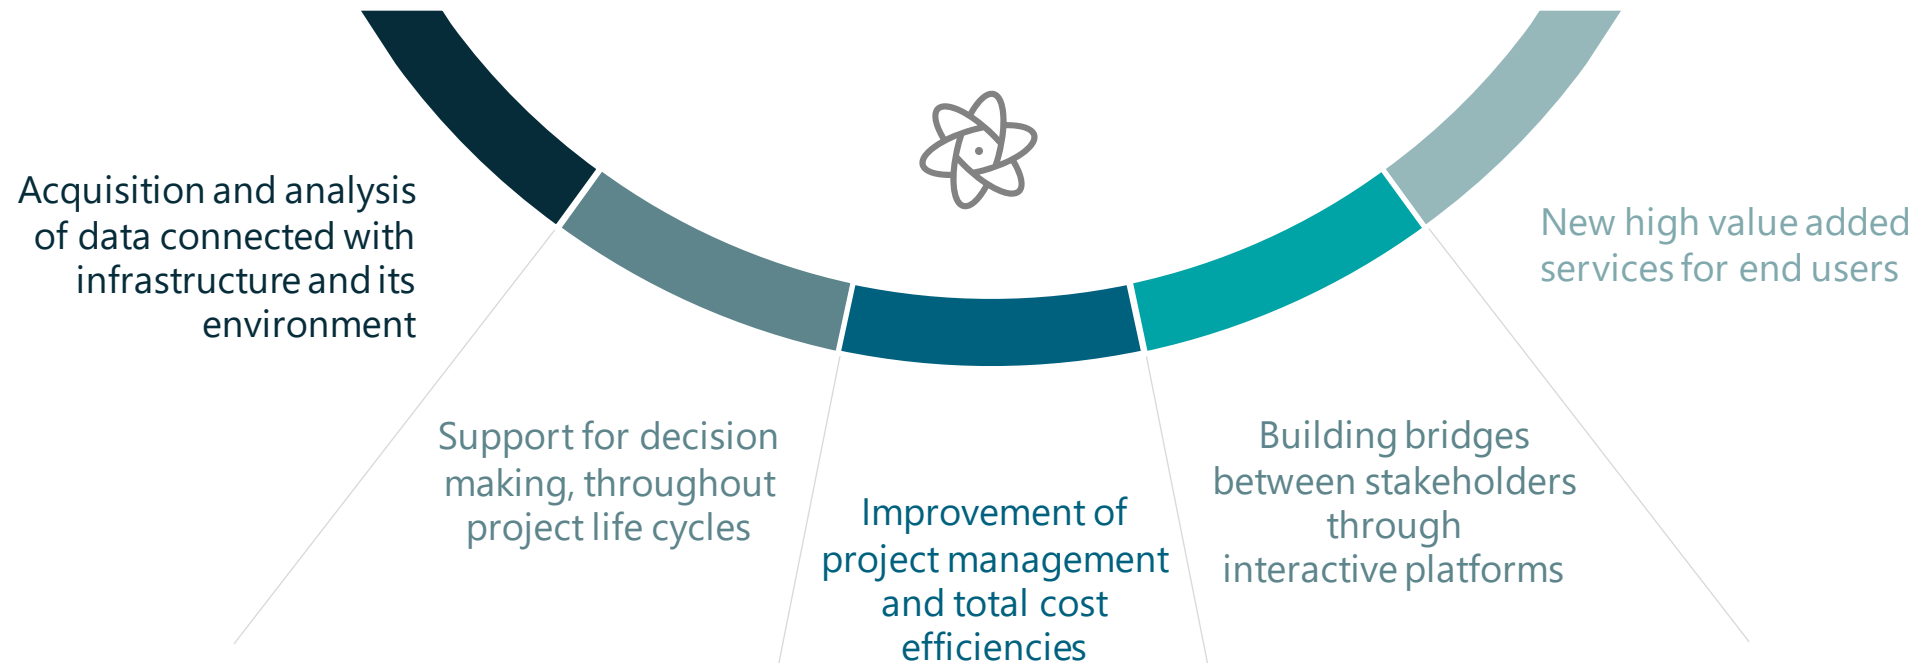 Acquisition and analysis
of data connected with
infrastructure and its
environment
Support for decision
making, throughout
project life cycles
Improvement of
project management
and total cost
efficiencies
Building bridges
between stakeholders
through
interactive platforms
New high value added
services for end users